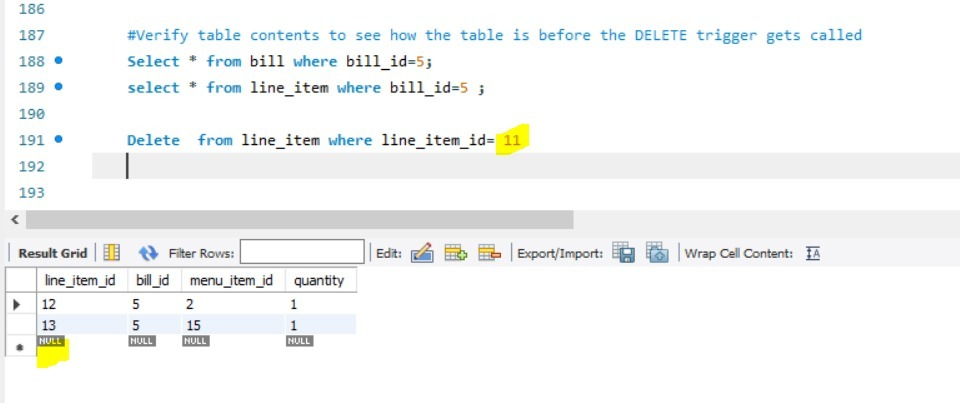 186
187 #Verify table contents to see how the table is before the DELETE trigger gets called
188 Select * from bill where bill_id=5;
189 select * from line_item where bill_id=5 ;
190
191 Delete  from line_item where line_item_id= 11
192
193
Result Grid Filter Rows: Edit: Export/Import: Wrap Cell Content: IA
line_item_id bill_id menu_item_id quantity
12 5 2 1
13 5 15 1
NULL NULL NULL NULL